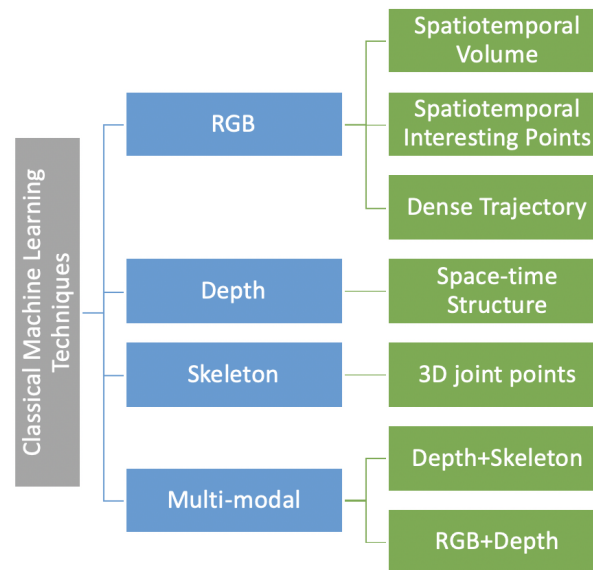 Classical Machine Learning
Techniques
RGB
Spatiotemporal
Volume
Spatiotemporal
Interesting Points
Dense Trajectory
Depth
Space-time
Structure
Skeleton
3D joint points
Multi-modal
Depth+Skeleton
RGB+Depth